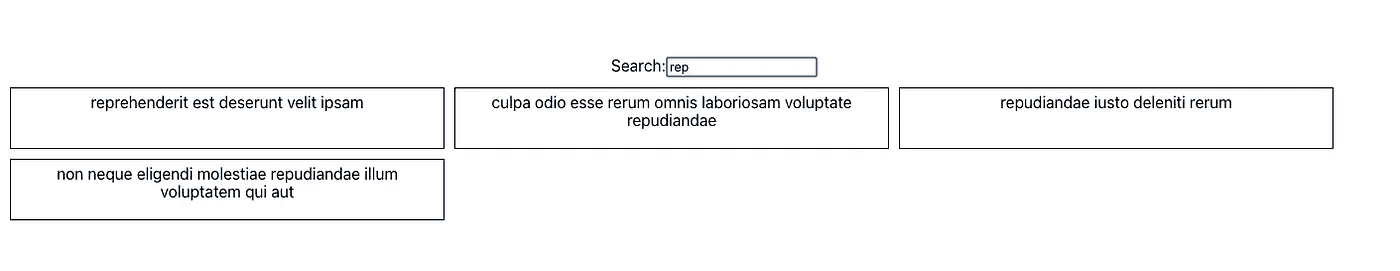 Search: rep
reprehenderit est deserunt velit ipsam
culpa odio esse rerum omnis laboriosam voluptate
repudiandae
repudiandae iusto deleniti rerum
non neque eligendi molestiae repudiandae illum
voluptatem qui aut